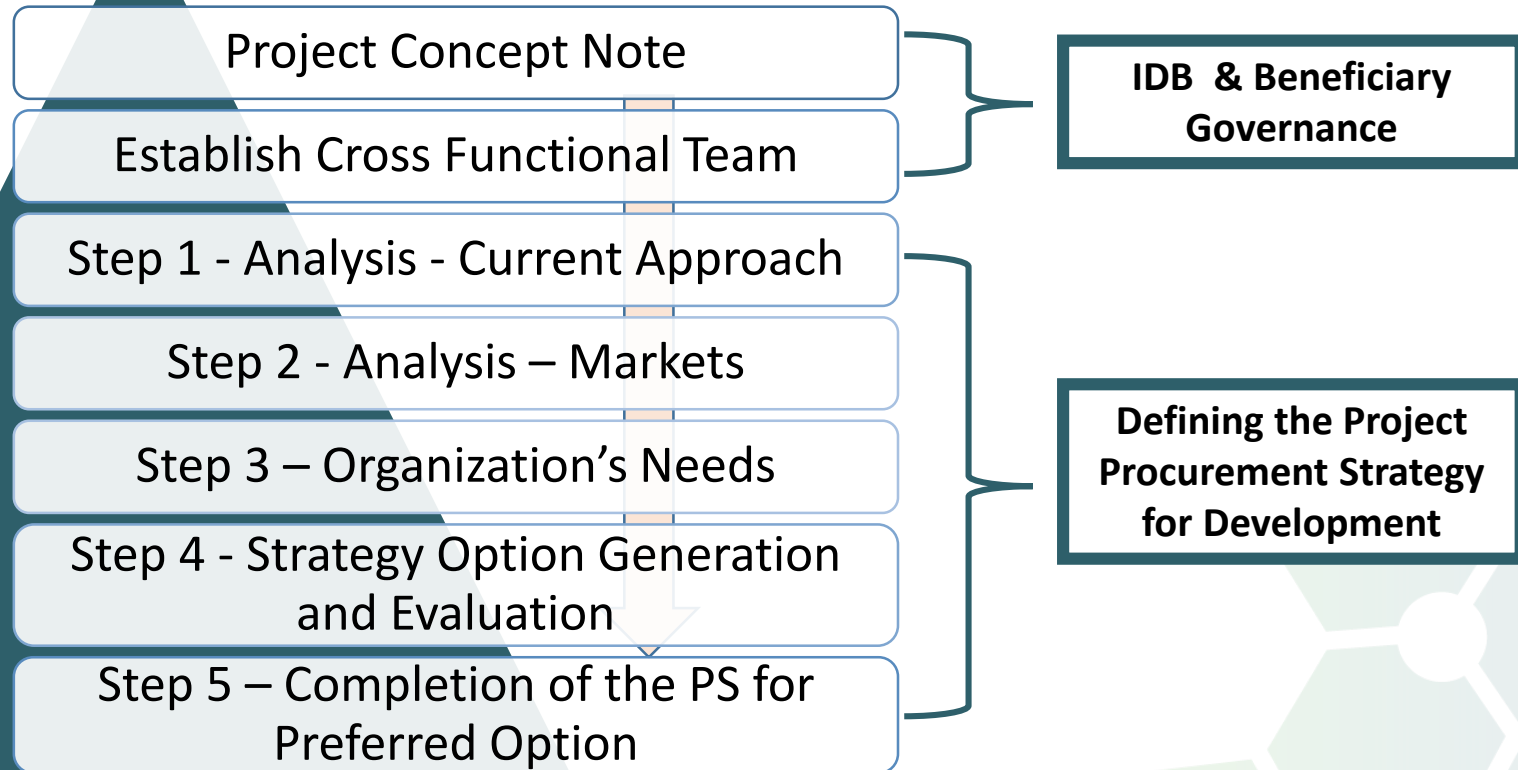 Project Concept Note
Establish Cross Functional Team
Step 1 - Analysis - Current Approach
Step 2 - Analysis – Markets
Step 3 – Organization’s Needs
Step 4 - Strategy Option Generation
and Evaluation
Step 5 – Completion of the PS for
Preferred Option
IDB & Beneficiary
Governance
Defining the Project
Procurement Strategy
for Development